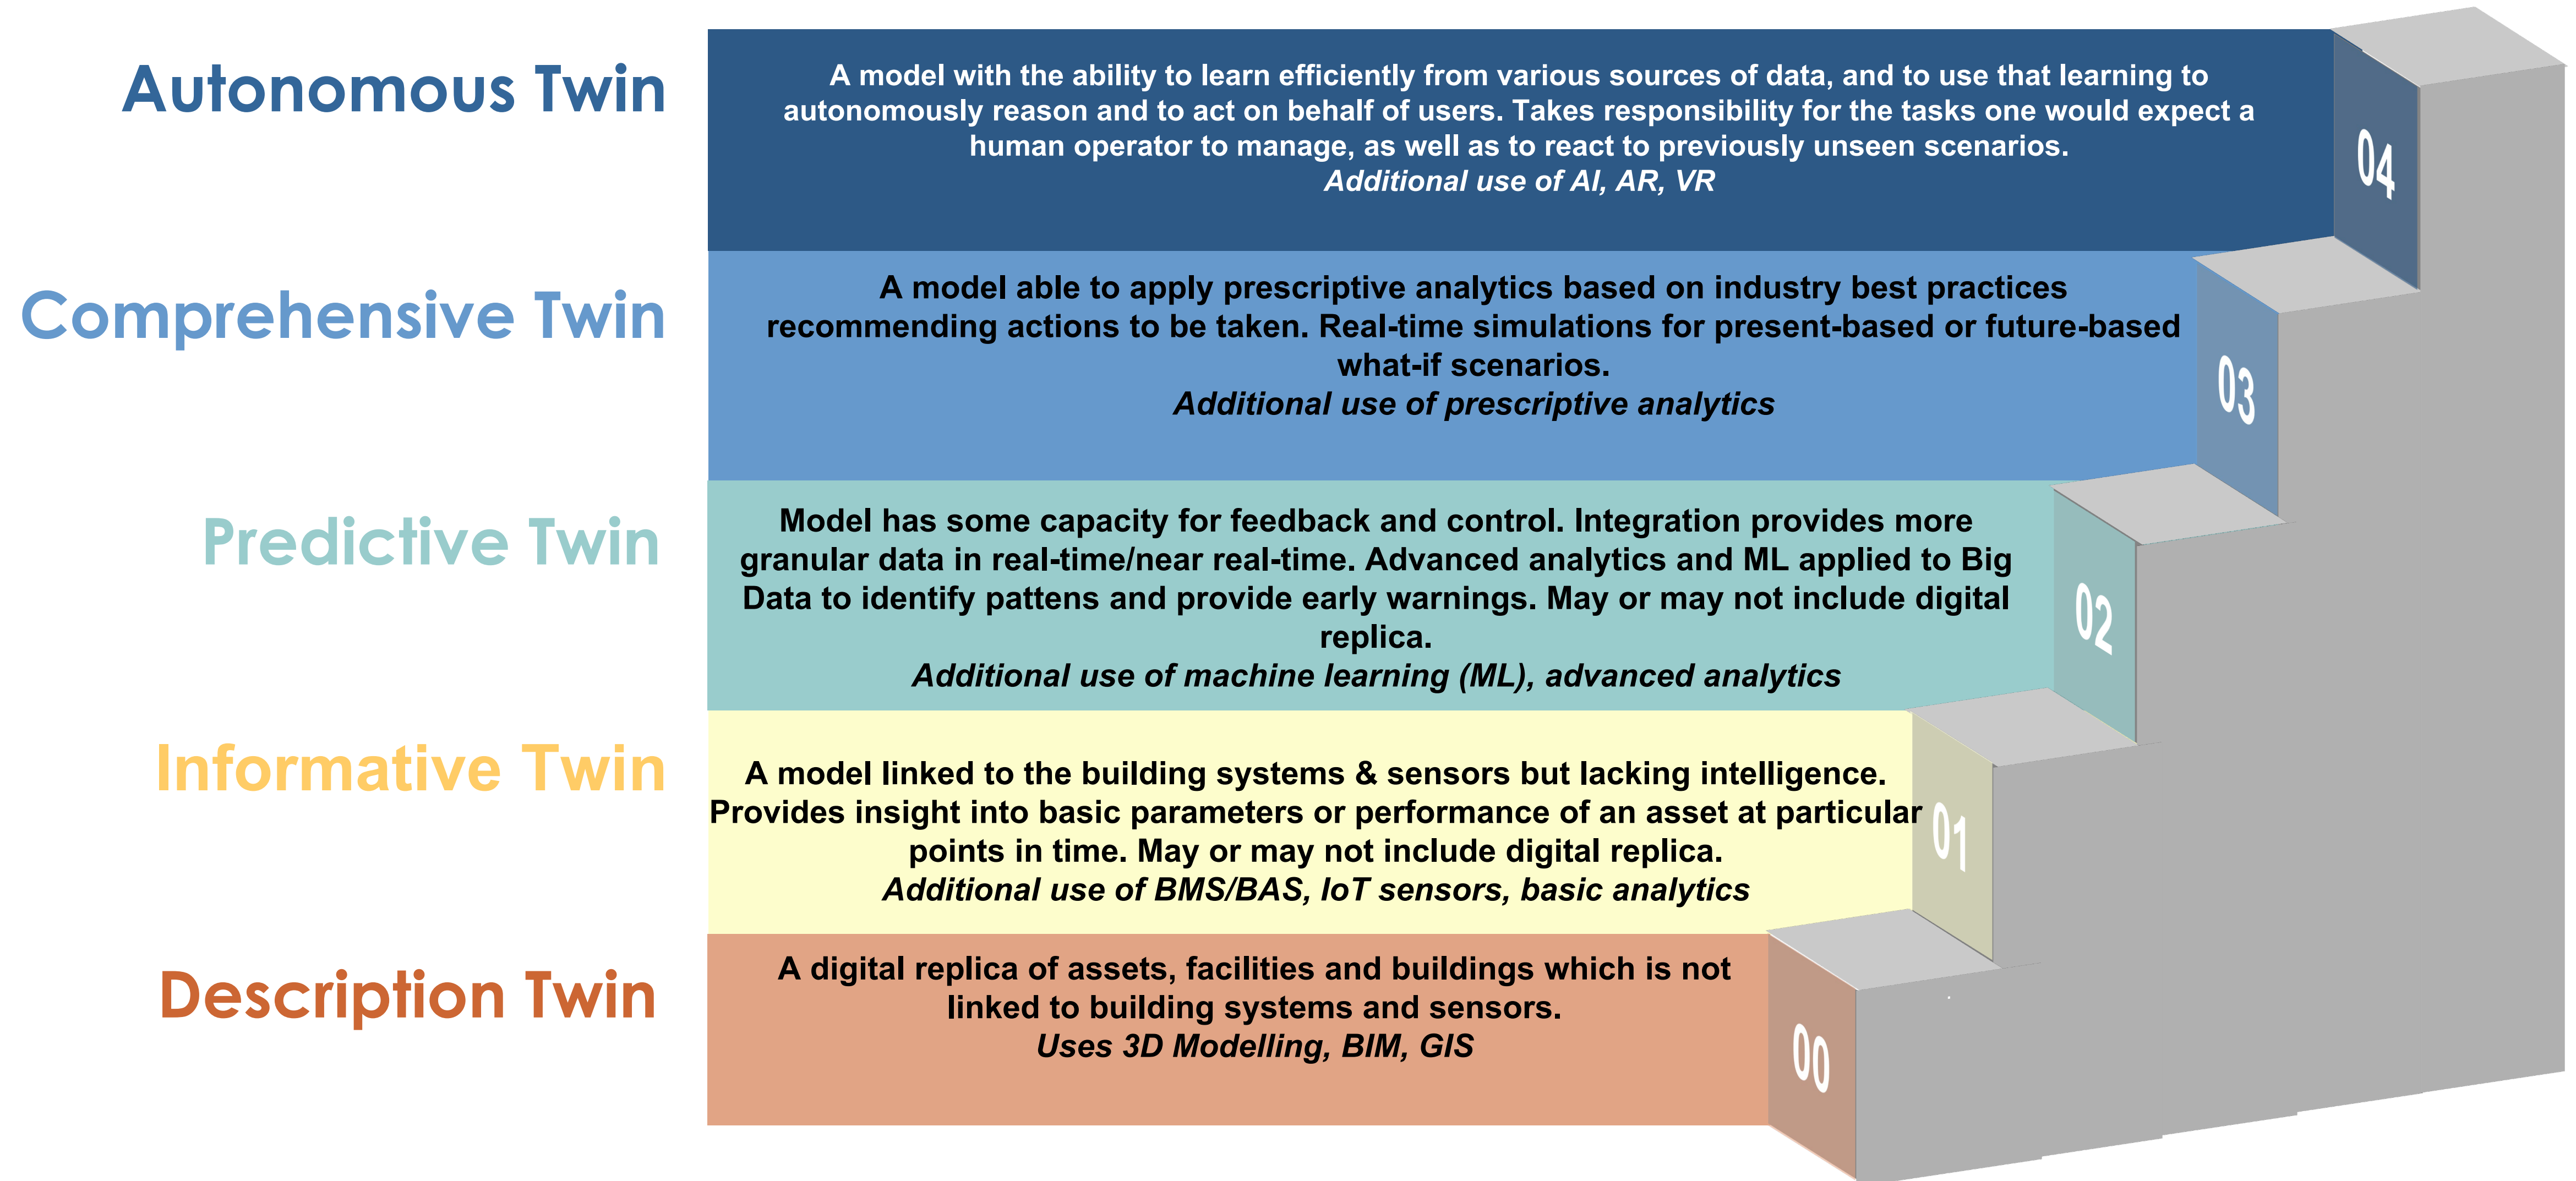 Autonomous Twin
A model with the ability to learn efficiently from various sources of data, and to use that learning to
autonomously reason and to act on behalf of users. Takes responsibility for the tasks one would expect a
human operator to manage, as well as to react to previously unseen scenarios.
Additional use of AI, AR, VR
04
Comprehensive Twin
A model able to apply prescriptive analytics based on industry best practices
recommending actions to be taken. Real-time simulations for present-based or future-based
what-if scenarios.
Additional use of prescriptive analytics
03
Predictive Twin
Model has some capacity for feedback and control. Integration provides more
granular data in real-time/near real-time. Advanced analytics and ML applied to Big
Data to identify pattens and provide early warnings. May or may not include digital
replica.
Additional use of machine learning (ML), advanced analytics
02
Informative Twin
A model linked to the building systems & sensors but lacking intelligence.
Provides insight into basic parameters or performance of an asset at particular
points in time. May or may not include digital replica.
Additional use of BMS/BAS, IoT sensors, basic analytics
01
Description Twin
A digital replica of assets, facilities and buildings which is not
linked to building systems and sensors.
Uses 3D Modelling, BIM, GIS
00